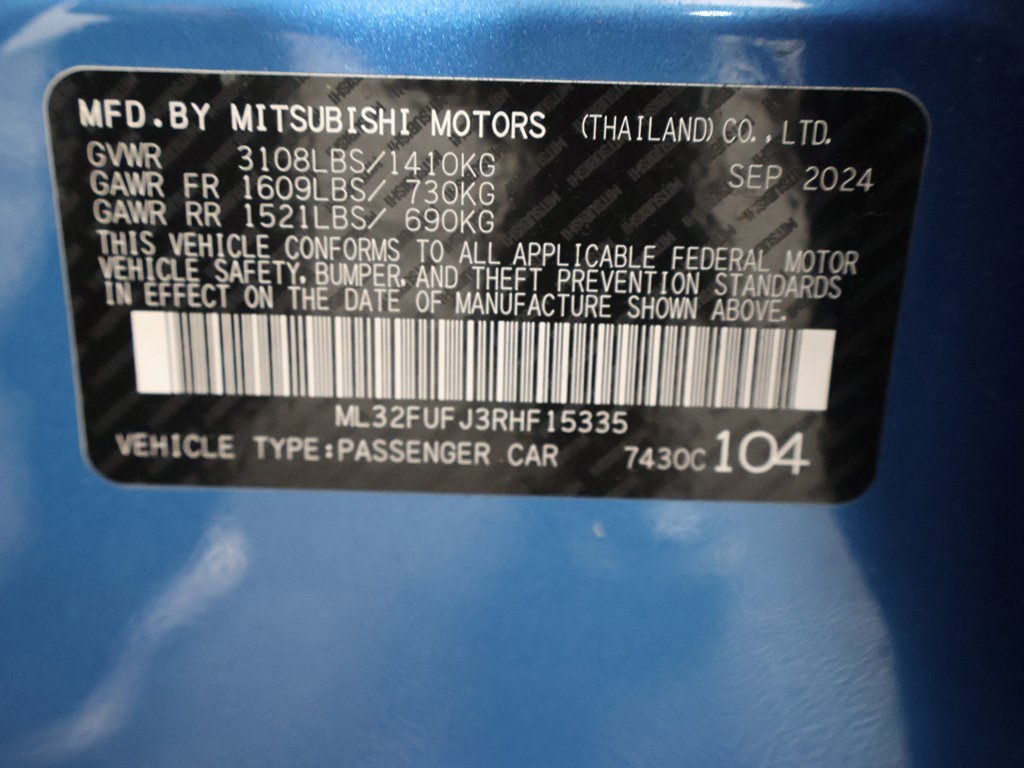 MFD.BY MITSUBISHI MOTORS (THAILAND) CO.,LTD.
GVWR 3108LBS/1410KG SEP 2024
GAWR FR 1609LBS/ 730KG
GAWR RR 1521LBS/ 690KG
THIS VEHICLE CONFORMS TO ALL APPLICABLE FEDERAL MOTOR
VEHICLE SAFETY, BUMPER, AND THEFT PREVENTION STANDARDS
IN EFFECT ON THE DATE OF MANUFACTURE SHOWN ABOVE.
ML32FUFJ3RHF15335
VEHICLE TYPE:PASSENGER CAR 7430C 104